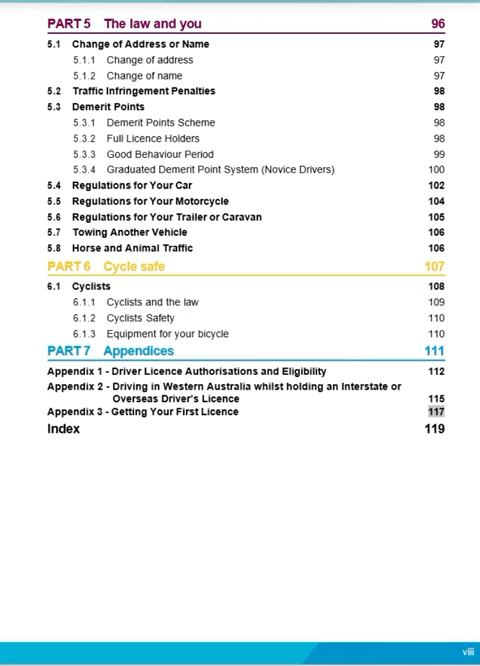 PART 5 The law and you 96
5.1 Change of Address or Name 97
5.1.1 Change of address 97
5.1.2 Change of name 97
5.2 Traffic Infringement Penalties 98
5.3 Demerit Points 98
5.3.1 Demerit Points Scheme 98
5.3.2 Full Licence Holders 98
5.3.3 Good Behaviour Period 99
5.3.4 Graduated Demerit Point System (Novice Drivers) 100
5.4 Regulations for Your Car 102
5.5 Regulations for Your Motorcycle 104
5.6 Regulations for Your Trailer or Caravan 105
5.7 Towing Another Vehicle 106
5.8 Horse and Animal Traffic 106
PART 6 Cycle safe 107
6.1 Cyclists 108
6.1.1 Cyclists and the law 109
6.1.2 Cyclists Safety 110
6.1.3 Equipment for your bicycle 110
PART 7 Appendices 111
Appendix 1 - Driver Licence Authorisations and Eligibility 112
Appendix 2 - Driving in Western Australia whilst holding an Interstate or
Overseas Driver's Licence 115
Appendix 3 - Getting Your First Licence 117
Index 119
viii